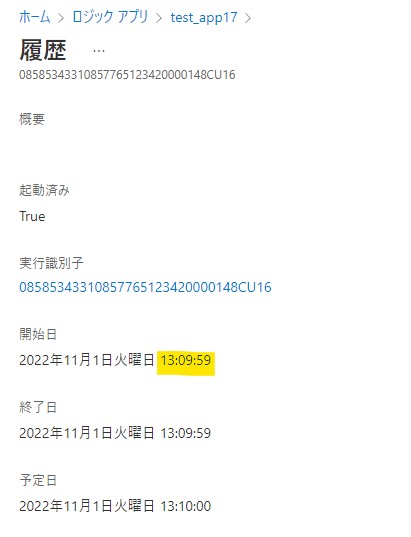 ホーム > ロジック アプリ > test_app17 >
履歴 …
08585343310857765123420000148CU16
概要
起動済み
True
実行識別子
08585343310857765123420000148CU16
開始日
2022年11月1日火曜日 13:09:59
終了日
2022年11月1日火曜日 13:09:59
予定日
2022年11月1日火曜日 13:10:00